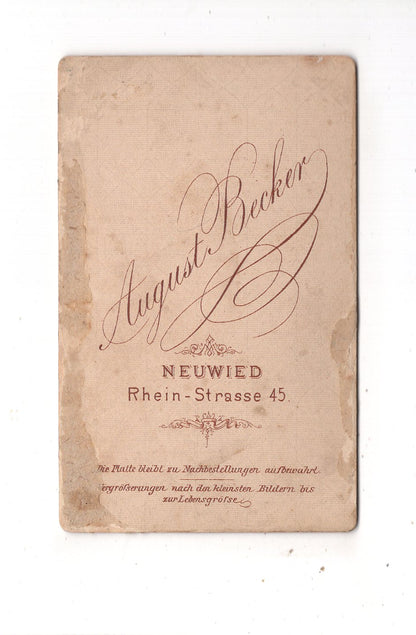 August Becker
NEUWIED
Rhein-Strasse 45.
Die Platte bleibt zu Nachbestellungen aufbewahrt
Vergröſserungen nach den kleinsten Bildern bis
zur Lebensgröſse